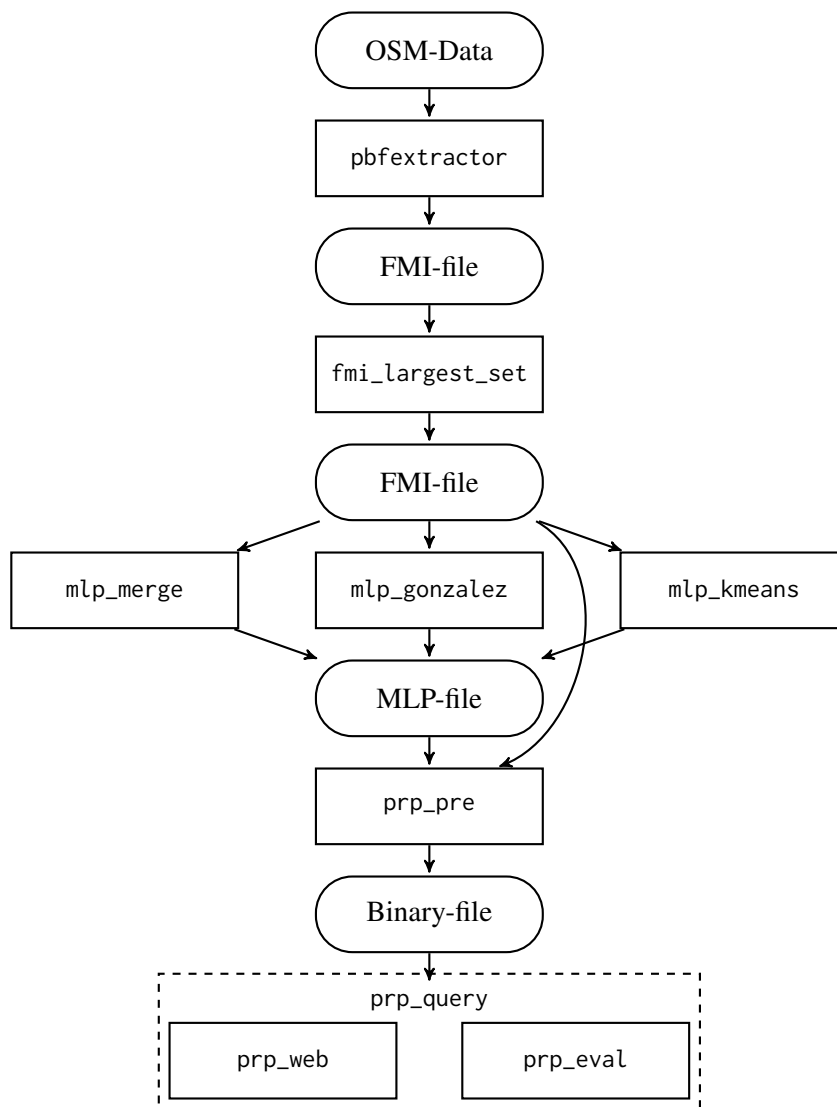 OSM-Data
pbfextractor
FMI-file
fmi_largest_set
FMI-file
mlp_merge
mlp_gonzalez
mlp_kmeans
MLP-file
prp_pre
Binary-file
prp_query
prp_web
prp_eval